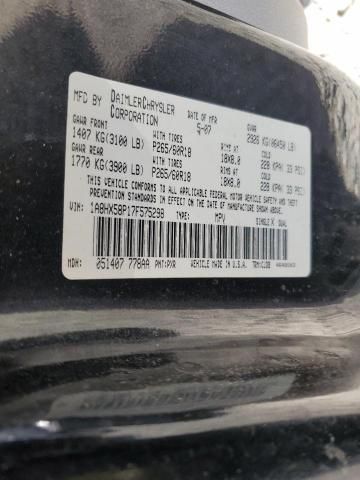 MFD BY DAIMLERCHRYSLER CORPORATION DATE OF MFR 5-07 GVWR
GAWR FRONT WITH TIRES RIMS COLD
1407 KG(3100 LB) P265/60R18 18X8.0 228 KPA( 33 PSI)
GAWR REAR WITH TIRES COLD
1770 KG(3900 LB) P265/60R18 18X8.0 228 KPA( 33 PSI)
THIS VEHICLE CONFORMS TO ALL APPLICABLE FEDERAL MOTOR VEHICLE SAFETY AND THEFT
PREVENTION STANDARDS IN EFFECT ON THE DATE OF MANUFACTURE SHOWN ABOVE.
VIN: 1A8HX58P17F575298 TYPE: MPV SINGLE X DUAL
MDH: 051407 778AA PNT: PXR VEHICLE MADE IN U.S.A.